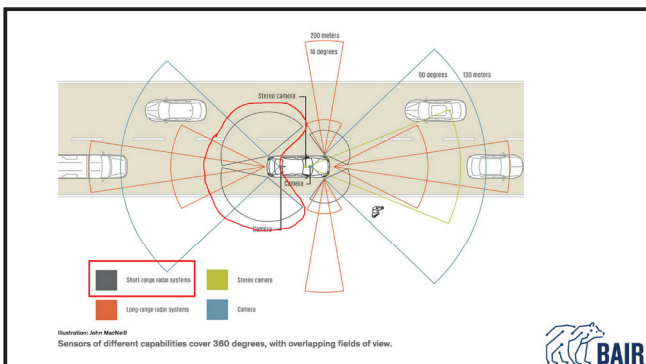 200 meters
18 degrees
90 degrees 130 meters
Stereo camera
Camera
Camera
Short-range radar systems
Stereo camera
Long-range radar systems
Camera
Illustration: John MacNeill
Sensors of different capabilities cover 360 degrees, with overlapping fields of view.
BAIR